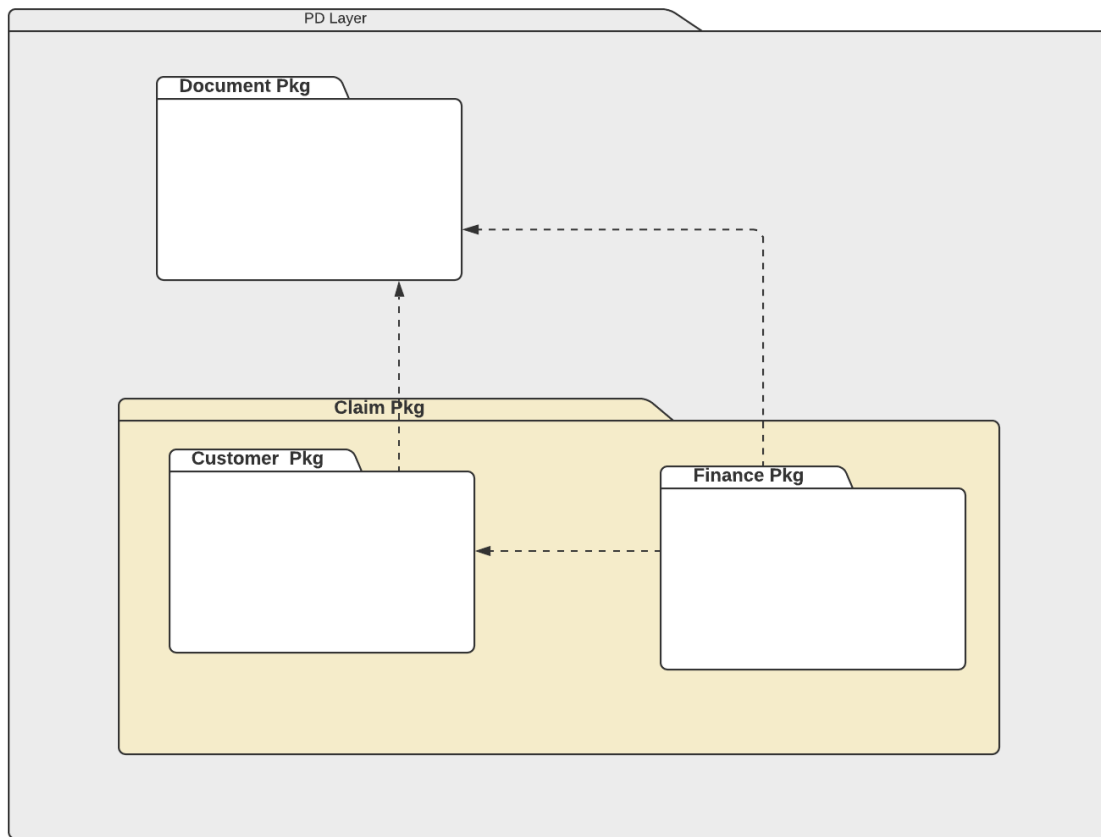 PD Layer
Document Pkg
Claim Pkg
Customer  Pkg
Finance Pkg